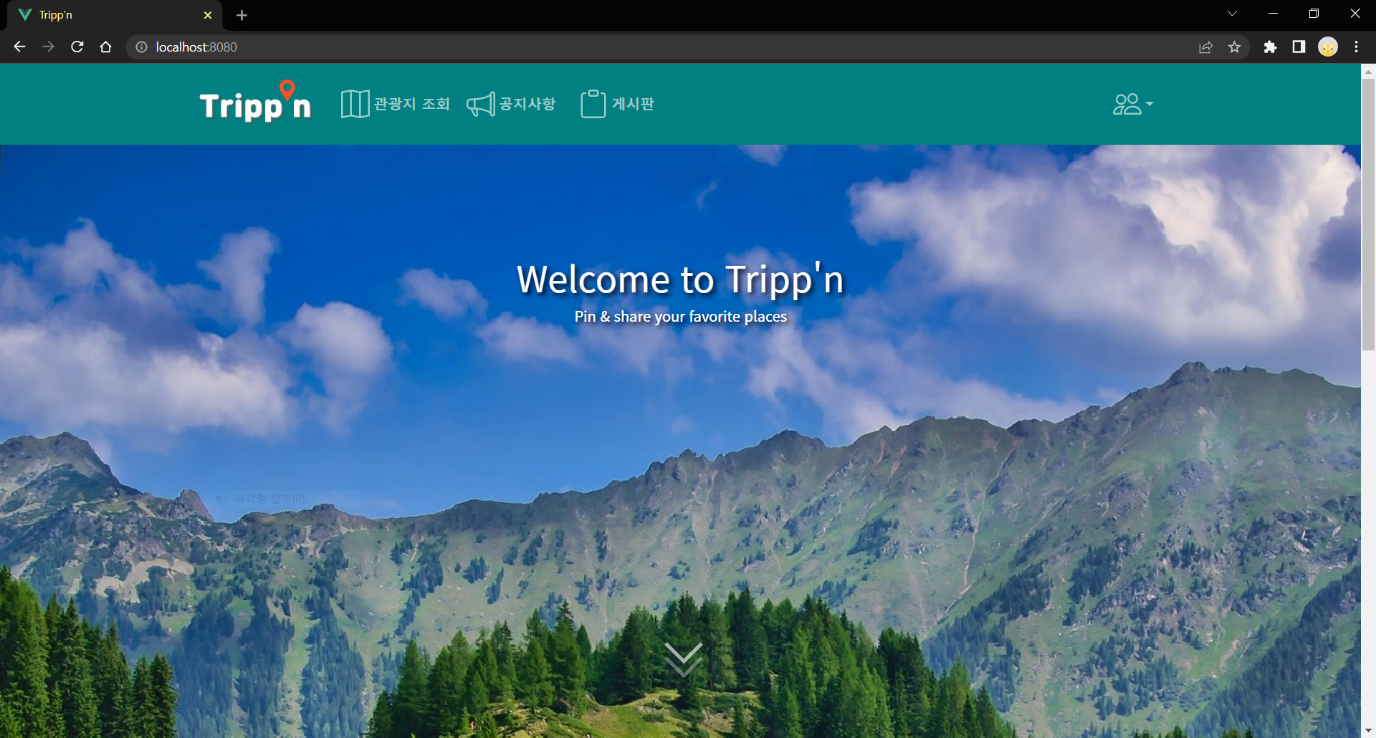 Tripp'n
localhost:8080
Tripp'n
관광지 조회
공지사항
게시판
Welcome to Tripp'n
Pin & share your favorite places